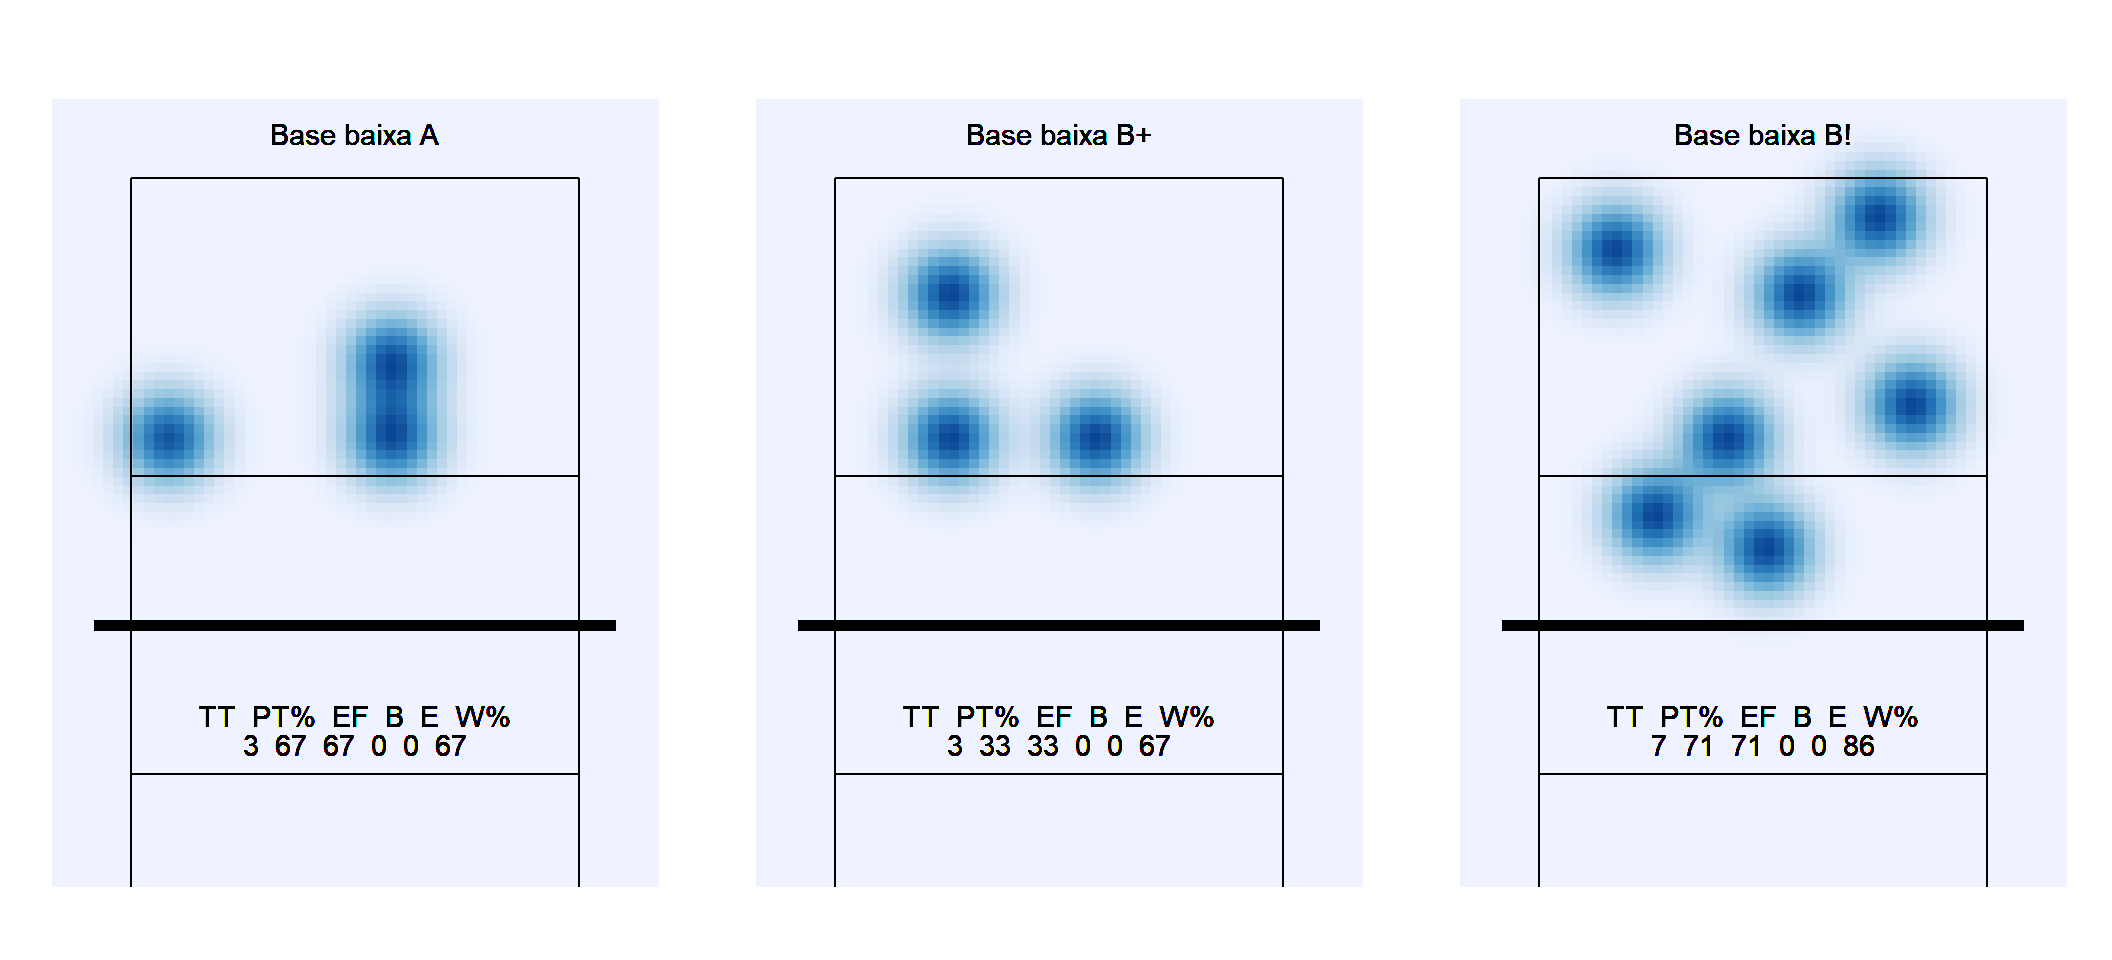 Base baixa A
TT PT% EF B E W%
3 67 67 0 0 67
Base baixa B+
TT PT% EF B E W%
3 33 33 0 0 67
Base baixa B!
TT PT% EF B E W%
7 71 71 0 0 86